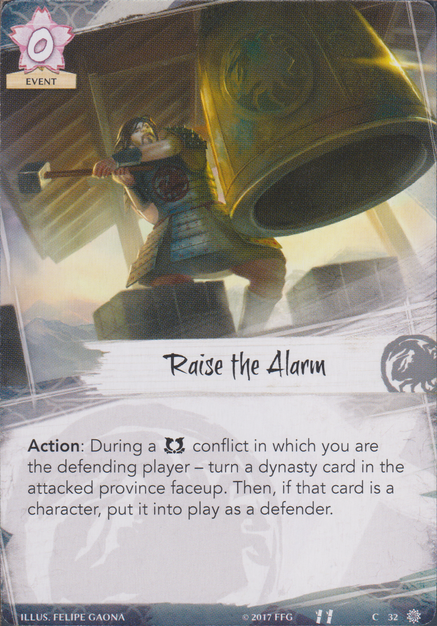 0
EVENT
Raise the Alarm
Action: During a conflict in which you are
the defending player – turn a dynasty card in the
attacked province faceup. Then, if that card is a
character, put it into play as a defender.
ILLUS. FELIPE GAONA © 2017 FFG C 32